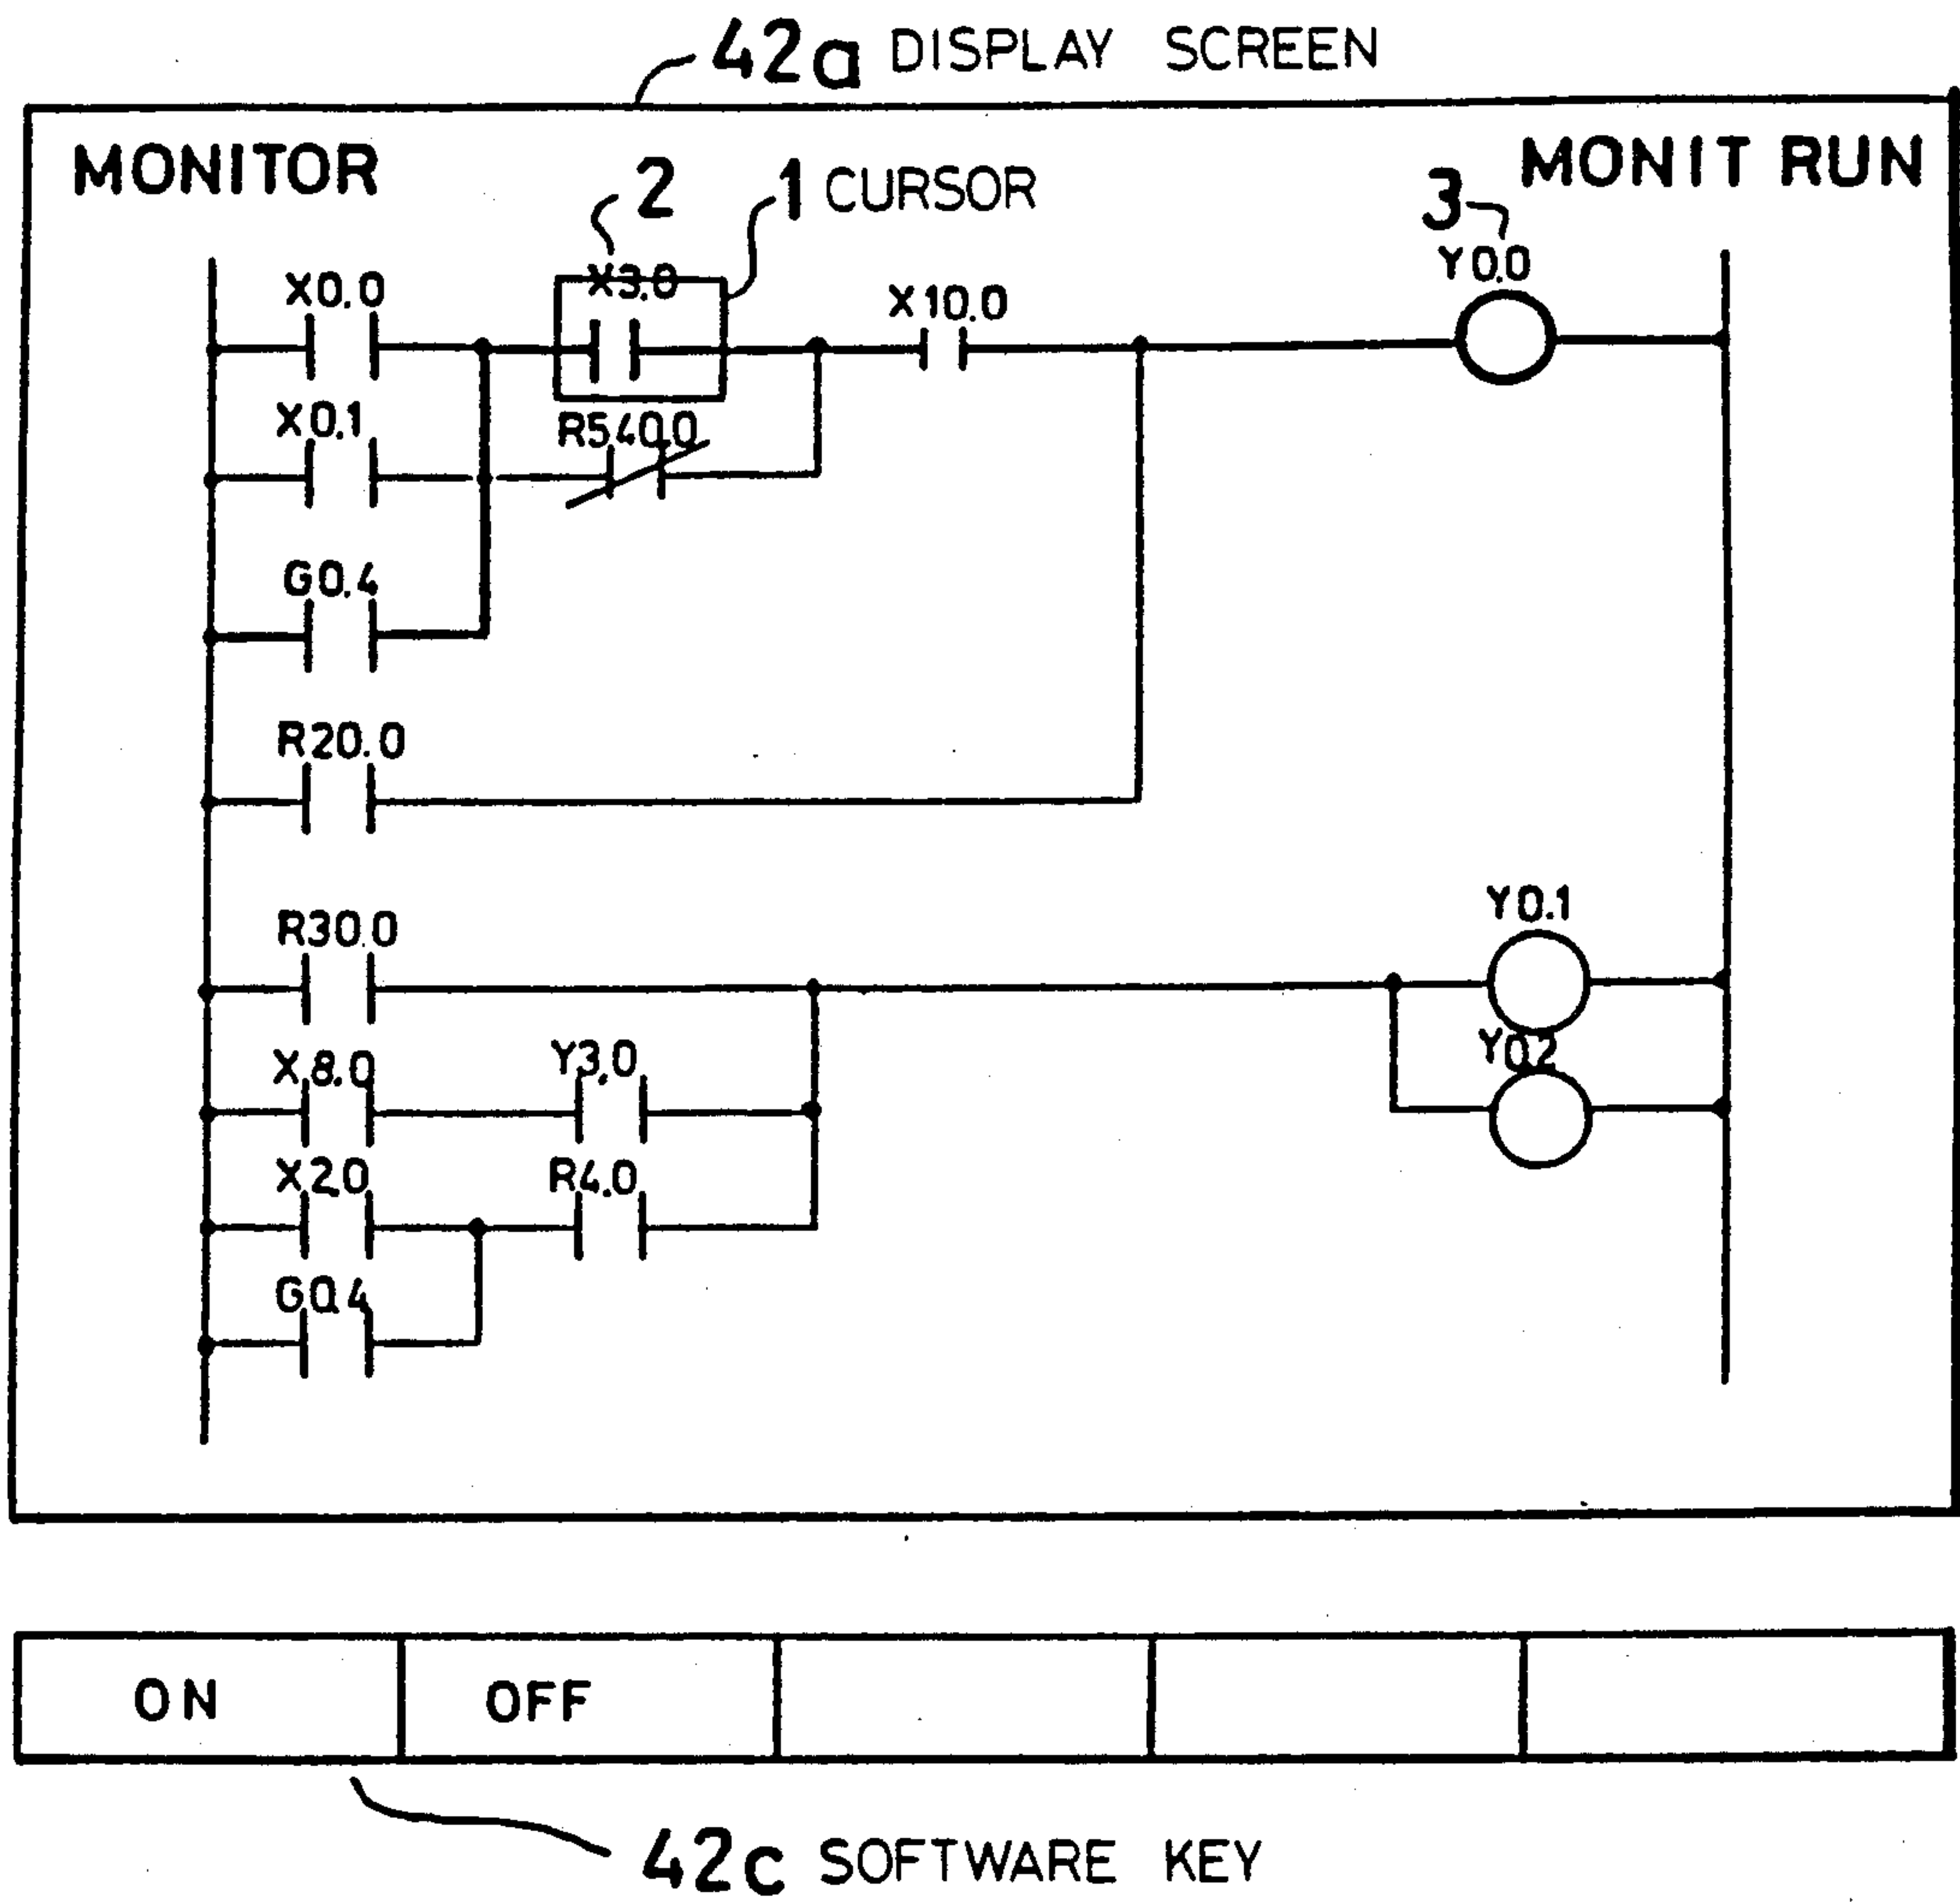 42a DISPLAY SCREEN
MONITOR
MONIT RUN
2
1 CURSOR
3
X0.0
X3.0
X10.0
Y0.0
X0.1
R540.0
G0.4
R20.0
R30.0
Y0.1
X8.0
Y3.0
Y0.2
X2.0
R4.0
G0.4
ON
OFF
42c SOFTWARE KEY